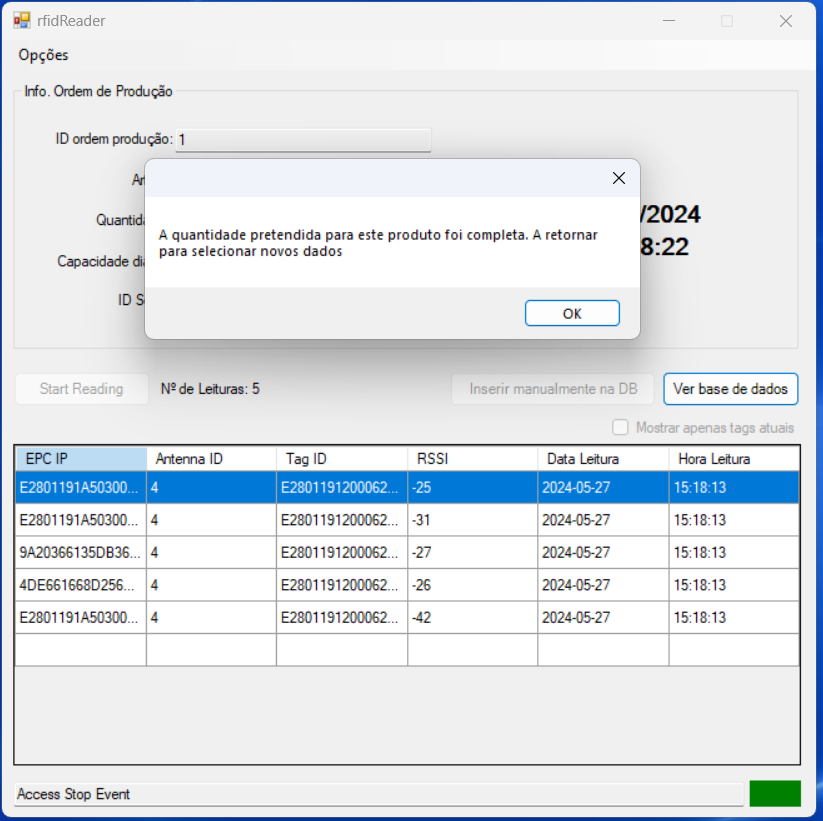 rfidReader
Opções
Info. Ordem de Produção
ID ordem produção: 1
A quantidade pretendida para este produto foi completa. A retornar
para selecionar novos dados
OK
/2024
8:22
Capacidade
ID
Start Reading Nº de Leituras: 5 Inserir manualmente na DB Ver base de dados
Mostrar apenas tags atuais
EPC IP Antenna ID Tag ID RSSI Data Leitura Hora Leitura
E2801191A50300... 4 E2801191200062... -25 2024-05-27 15:18:13
E2801191A50300... 4 E2801191200062... -31 2024-05-27 15:18:13
9A20366135DB36... 4 E2801191200062... -27 2024-05-27 15:18:13
4DE661668D256... 4 E2801191200062... -26 2024-05-27 15:18:13
E2801191A50300... 4 E2801191200062... -42 2024-05-27 15:18:13
Access Stop Event